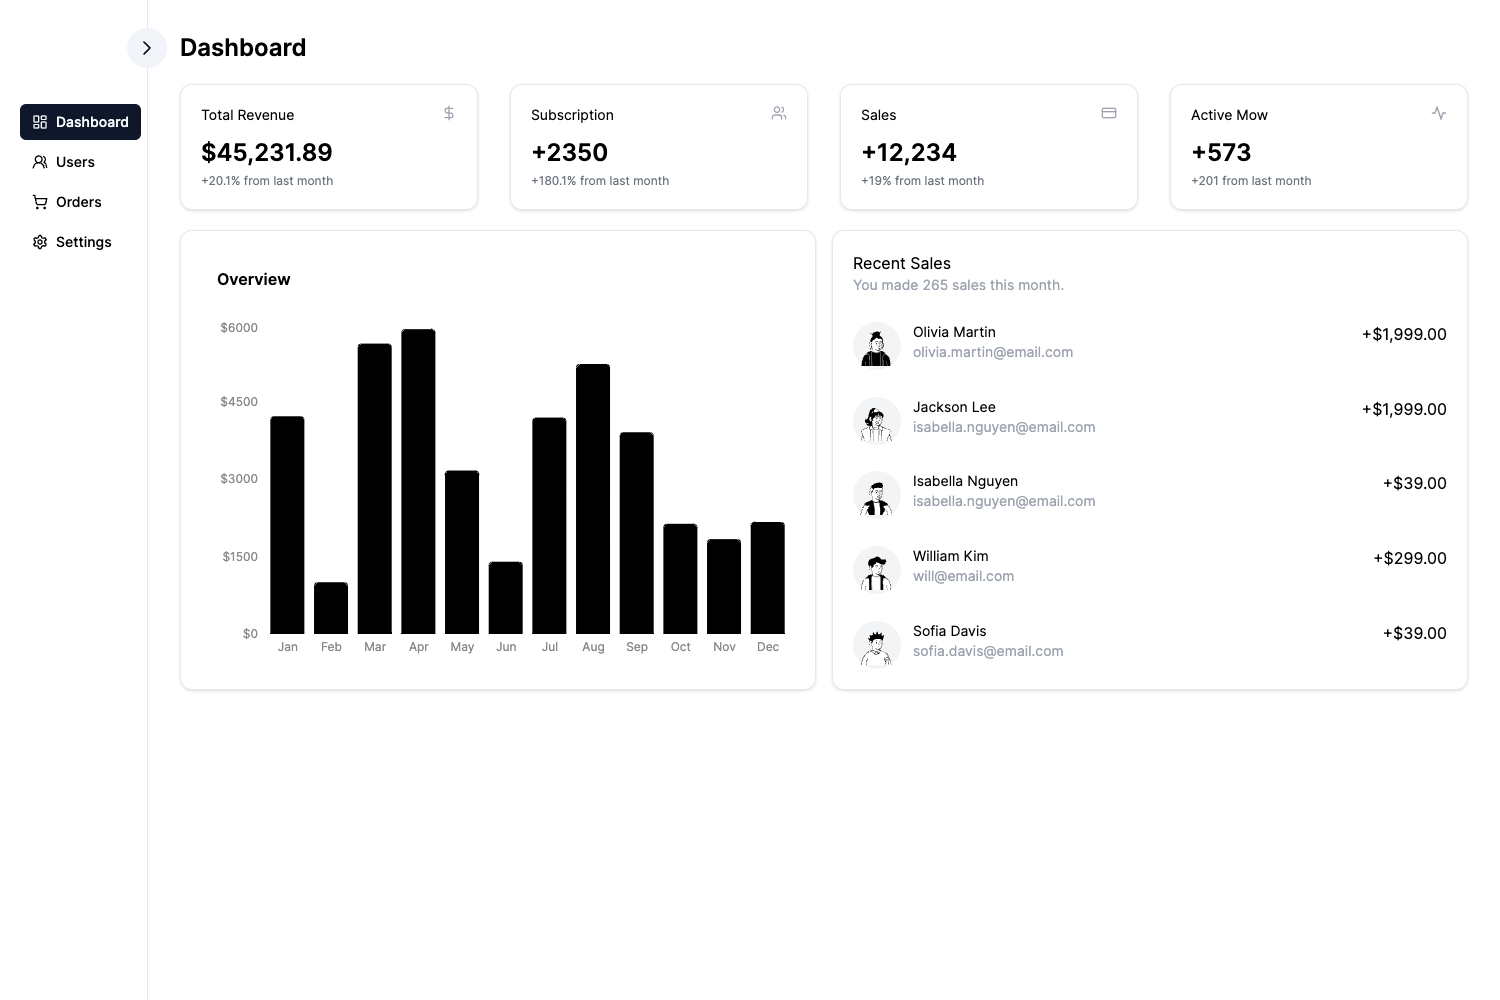 Dashboard
Dashboard
Users
Orders
Settings
Total Revenue
$45,231.89
+20.1% from last month
Subscription
+2350
+180.1% from last month
Sales
+12,234
+19% from last month
Active Mow
+573
+201 from last month
Overview
$6000
$4500
$3000
$1500
$0
Jan Feb Mar Apr May Jun Jul Aug Sep Oct Nov Dec
Recent Sales
You made 265 sales this month.
Olivia Martin
olivia.martin@email.com
+$1,999.00
Jackson Lee
isabella.nguyen@email.com
+$1,999.00
Isabella Nguyen
isabella.nguyen@email.com
+$39.00
William Kim
will@email.com
+$299.00
Sofia Davis
sofia.davis@email.com
+$39.00